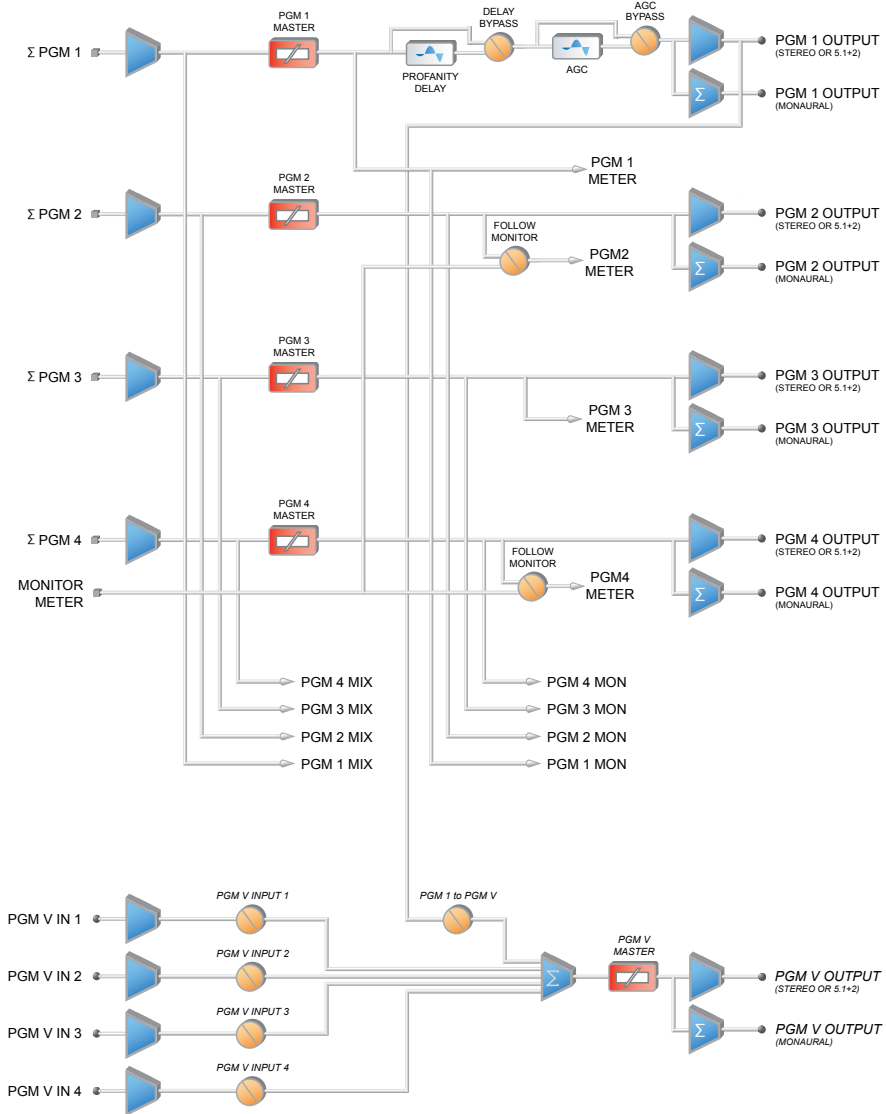 PGM 1
MASTER
DELAY
BYPASS
AGC
BYPASS
Σ PGM 1
PROFANITY
DELAY
AGC
PGM 1 OUTPUT
(STEREO OR 5.1+2)
Σ
PGM 1 OUTPUT
(MONAURAL)
PGM 1
METER
PGM 2
MASTER
Σ PGM 2
FOLLOW
MONITOR
PGM2
METER
PGM 2 OUTPUT
(STEREO OR 5.1+2)
Σ
PGM 2 OUTPUT
(MONAURAL)
PGM 3
MASTER
Σ PGM 3
PGM 3
METER
PGM 3 OUTPUT
(STEREO OR 5.1+2)
Σ
PGM 3 OUTPUT
(MONAURAL)
PGM 4
MASTER
Σ PGM 4
MONITOR
METER
FOLLOW
MONITOR
PGM4
METER
PGM 4 OUTPUT
(STEREO OR 5.1+2)
Σ
PGM 4 OUTPUT
(MONAURAL)
PGM 4 MIX
PGM 3 MIX
PGM 2 MIX
PGM 1 MIX
PGM 4 MON
PGM 3 MON
PGM 2 MON
PGM 1 MON
PGM V IN 1
PGM V INPUT 1
PGM 1 to PGM V
PGM V IN 2
PGM V INPUT 2
PGM V IN 3
PGM V INPUT 3
PGM V IN 4
PGM V INPUT 4
Σ
PGM V
MASTER
PGM V OUTPUT
(STEREO OR 5.1+2)
Σ
PGM V OUTPUT
(MONAURAL)